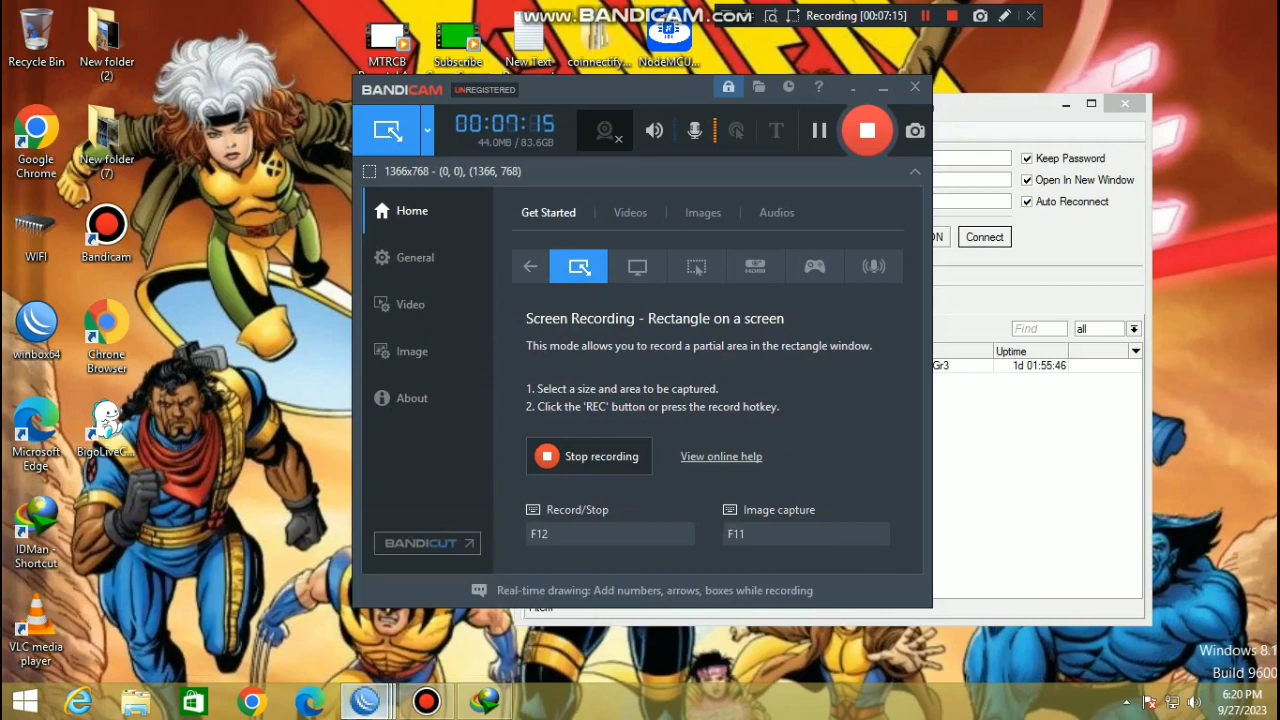 www.BANDICAM.com
Recording [00:07:15]
Recycle Bin
New folder
(2)
MTRCB
Subscribe
New Text
coinnectify...
NodeMCU...
BANDICAM
UNREGISTERED
00:07:15
44.0MB / 83.6GB
1366x768 - (0, 0), (1366, 768)
Home
General
Video
Image
About
BANDICUT
Get Started
Videos
Images
Audios
HDMI
Screen Recording - Rectangle on a screen
This mode allows you to record a partial area in the rectangle window.
1. Select a size and area to be captured.
2. Click the 'REC' button or press the record hotkey.
Stop recording
View online help
Record/Stop
Image capture
F12
F11
Real-time drawing: Add numbers, arrows, boxes while recording
Keep Password
Open In New Window
Auto Reconnect
Connect
Find
all
Uptime
Gr3
1d 01:55:46
Google
Chrome
New folder
(7)
WIFI
Bandicam
winbox64
Chrone
Browser
Microsoft
Edge
BigoLiveC...
IDMan -
Shortcut
VLC media
player
Windows 8.1
Build 9600
6:20 PM
9/27/2023